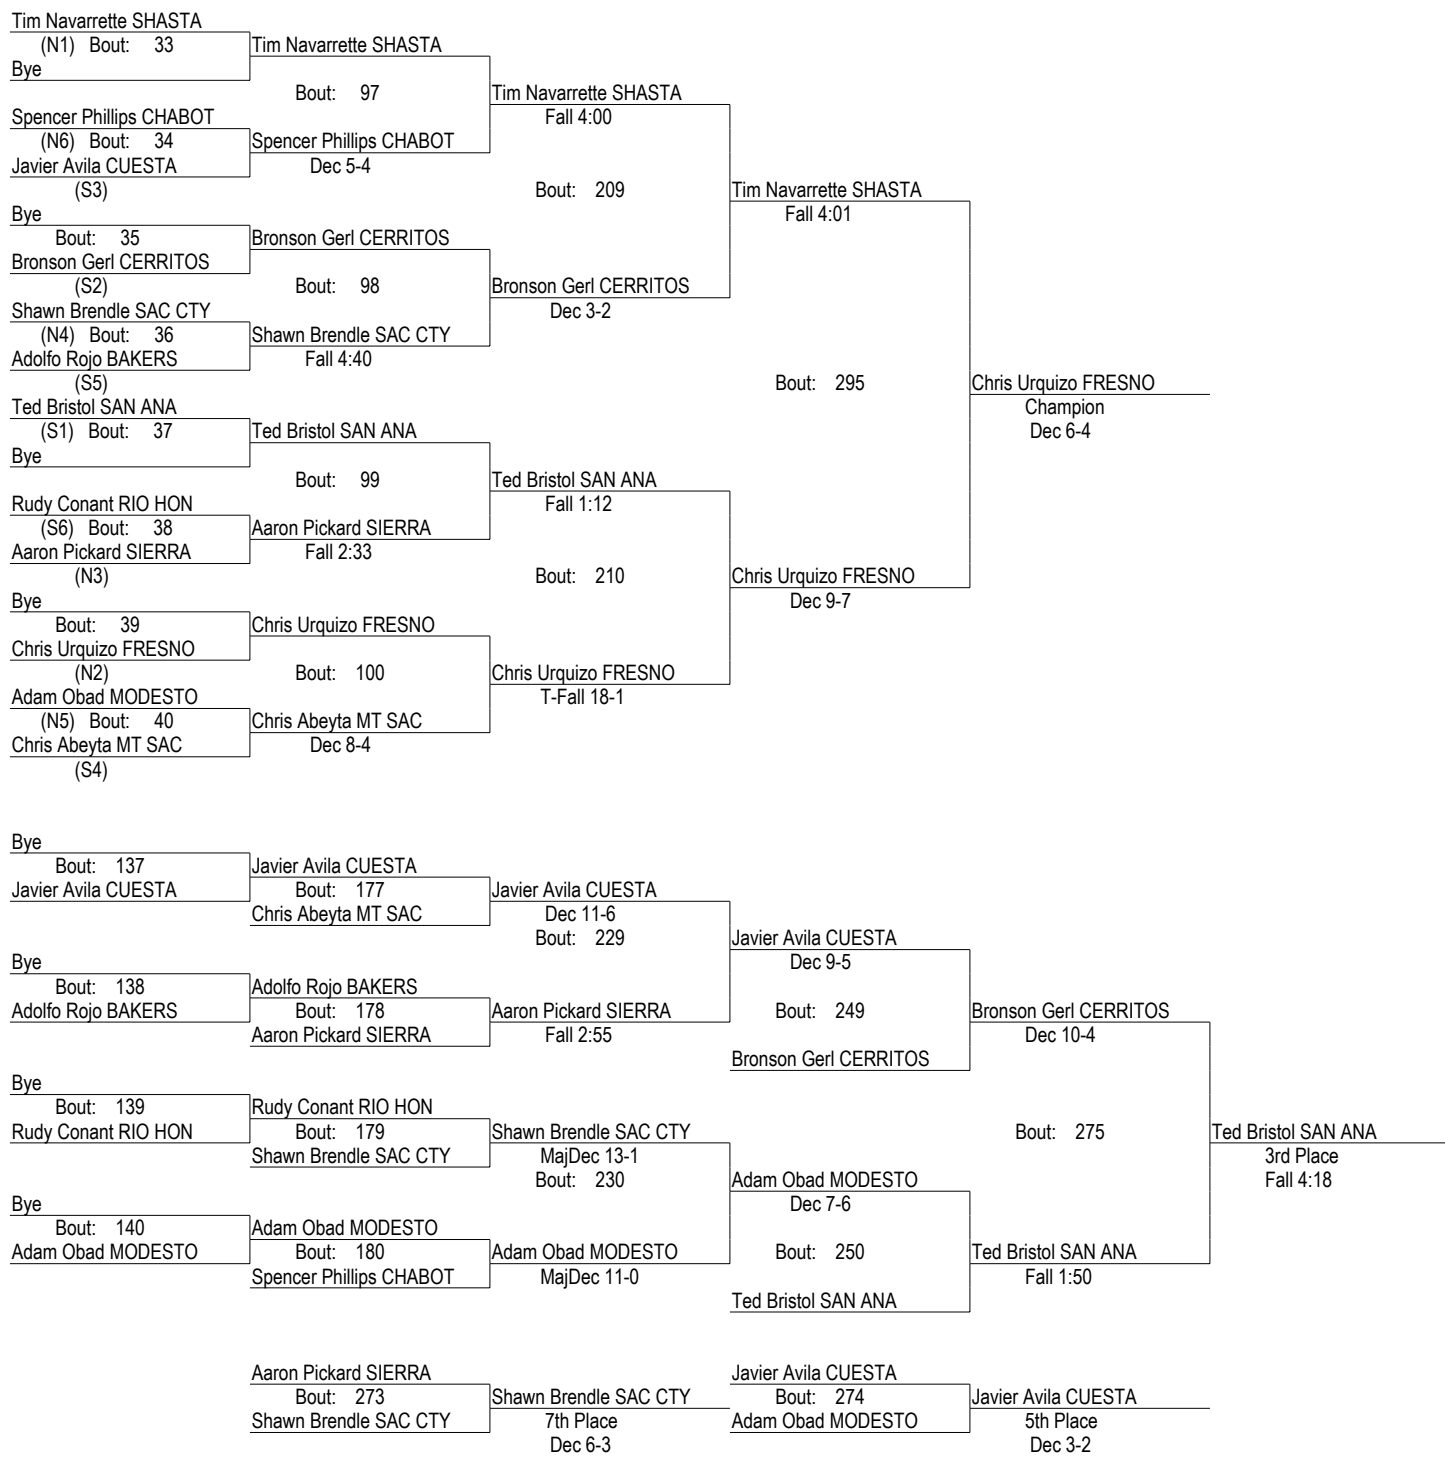 Tim Navarrette SHASTA
(N1) Bout: 33 Tim Navarrette SHASTA
Bye
Bout: 97 Tim Navarrette SHASTA
Spencer Phillips CHABOT Fall 4:00
(N6) Bout: 34 Spencer Phillips CHABOT
Javier Avila CUESTA Dec 5-4
(S3) Bout: 209 Tim Navarrette SHASTA
Bye Fall 4:01
Bout: 35 Bronson Gerl CERRITOS
Bronson Gerl CERRITOS
(S2) Bout: 98 Bronson Gerl CERRITOS
Shawn Brendle SAC CTY Dec 3-2
(N4) Bout: 36 Shawn Brendle SAC CTY
Adolfo Rojo BAKERS Fall 4:40
(S5) Bout: 295 Chris Urquizo FRESNO
Ted Bristol SAN ANA Champion
(S1) Bout: 37 Ted Bristol SAN ANA Dec 6-4
Bye
Bout: 99 Ted Bristol SAN ANA
Rudy Conant RIO HON Fall 1:12
(S6) Bout: 38 Aaron Pickard SIERRA
Aaron Pickard SIERRA Fall 2:33
(N3) Bout: 210 Chris Urquizo FRESNO
Bye Dec 9-7
Bout: 39 Chris Urquizo FRESNO
Chris Urquizo FRESNO
(N2) Bout: 100 Chris Urquizo FRESNO
Adam Obad MODESTO T-Fall 18-1
(N5) Bout: 40 Chris Abeyta MT SAC
Chris Abeyta MT SAC Dec 8-4
(S4)
Bye
Bout: 137 Javier Avila CUESTA
Javier Avila CUESTA Bout: 177 Javier Avila CUESTA
Chris Abeyta MT SAC Dec 11-6
Bout: 229 Javier Avila CUESTA
Bye Dec 9-5
Bout: 138 Adolfo Rojo BAKERS
Adolfo Rojo BAKERS Bout: 178 Aaron Pickard SIERRA Bout: 249 Bronson Gerl CERRITOS
Aaron Pickard SIERRA Fall 2:55 Dec 10-4
Bronson Gerl CERRITOS
Bye
Bout: 139 Rudy Conant RIO HON
Rudy Conant RIO HON Bout: 179 Shawn Brendle SAC CTY Bout: 275 Ted Bristol SAN ANA
Shawn Brendle SAC CTY MajDec 13-1 3rd Place
Bout: 230 Adam Obad MODESTO Fall 4:18
Bye Dec 7-6
Bout: 140 Adam Obad MODESTO
Adam Obad MODESTO Bout: 180 Adam Obad MODESTO Bout: 250 Ted Bristol SAN ANA
Spencer Phillips CHABOT MajDec 11-0 Fall 1:50
Ted Bristol SAN ANA
Aaron Pickard SIERRA Javier Avila CUESTA
Bout: 273 Shawn Brendle SAC CTY Bout: 274 Javier Avila CUESTA
Shawn Brendle SAC CTY 7th Place Adam Obad MODESTO 5th Place
Dec 6-3 Dec 3-2